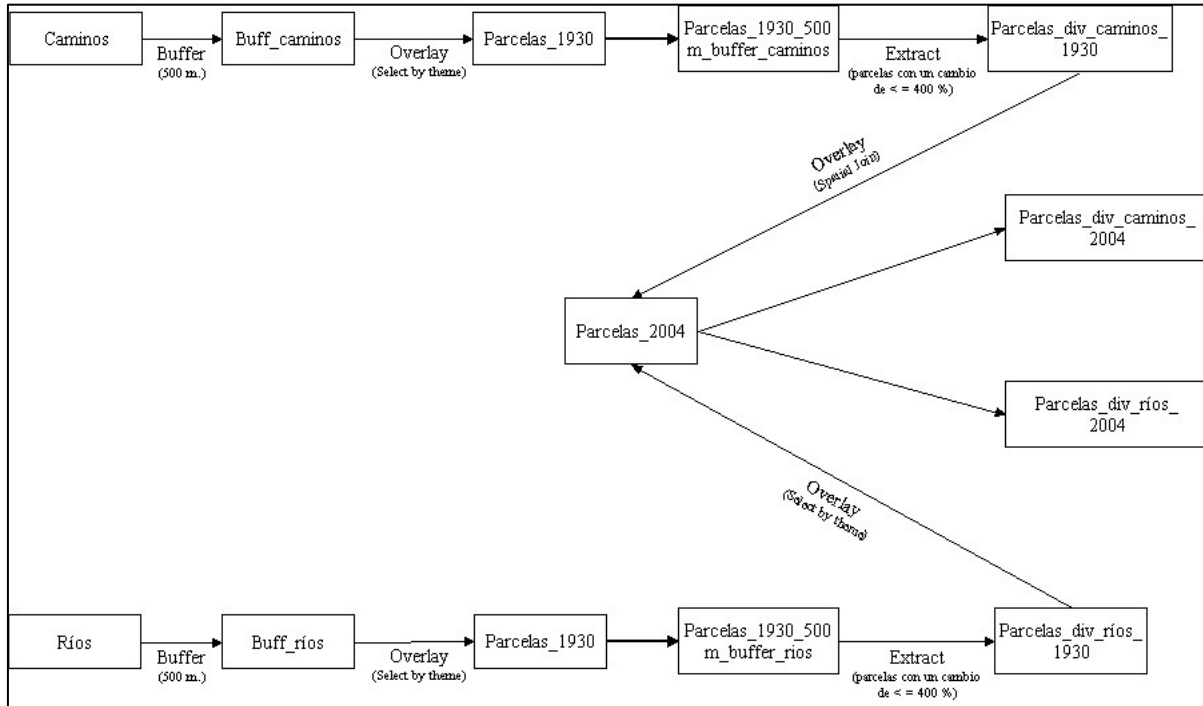 Caminos
Buffer
(500 m.)
Buff_caminos
Overlay
(Select by theme)
Parcelas_1930
Parcelas_1930_500
m_buffer_caminos
Extract
(parcelas con un cambio
de < = 400 %)
Parcelas_div_caminos_
1930
Overlay
(Spatial Join)
Parcelas_div_caminos_
2004
Parcelas_2004
Parcelas_div_ríos_
2004
Overlay
(Select by theme)
Ríos
Buffer
(500 m.)
Buff_ríos
Overlay
(Select by theme)
Parcelas_1930
Parcelas_1930_500
m_buffer_rios
Extract
(parcelas con un cambio
de < = 400 %)
Parcelas_div_ríos_
1930